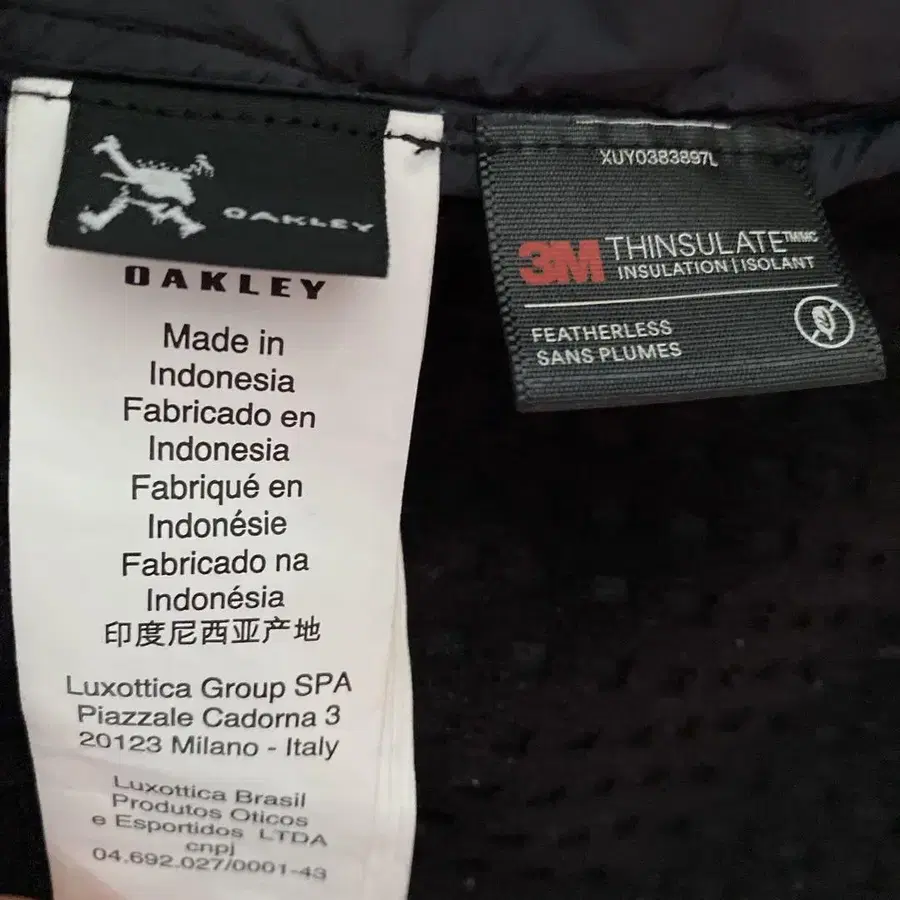 OAKLEY
OAKLEY
Made in
Indonesia
Fabricado en
Indonesia
Fabriqué en
Indonésie
Fabricado na
Indonésia
印度尼西亚产地
Luxottica Group SPA
Piazzale Cadorna 3
20123 Milano - Italy
Luxottica Brasil
Produtos Oticos
e Esportidos LTDA
cnpj
04.692.027/0001-43
XUY0383897L
3M THINSULATE™MC
INSULATION | ISOLANT
FEATHERLESS
SANS PLUMES